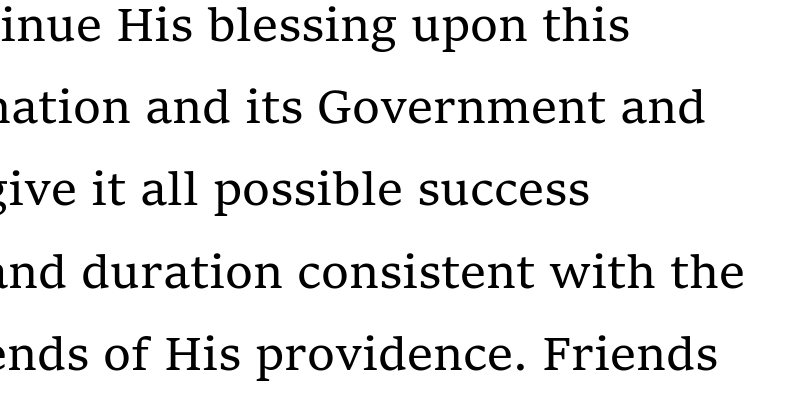 inue His blessing upon this
nation and its Government and
give it all possible success
and duration consistent with the
ends of His providence. Friends